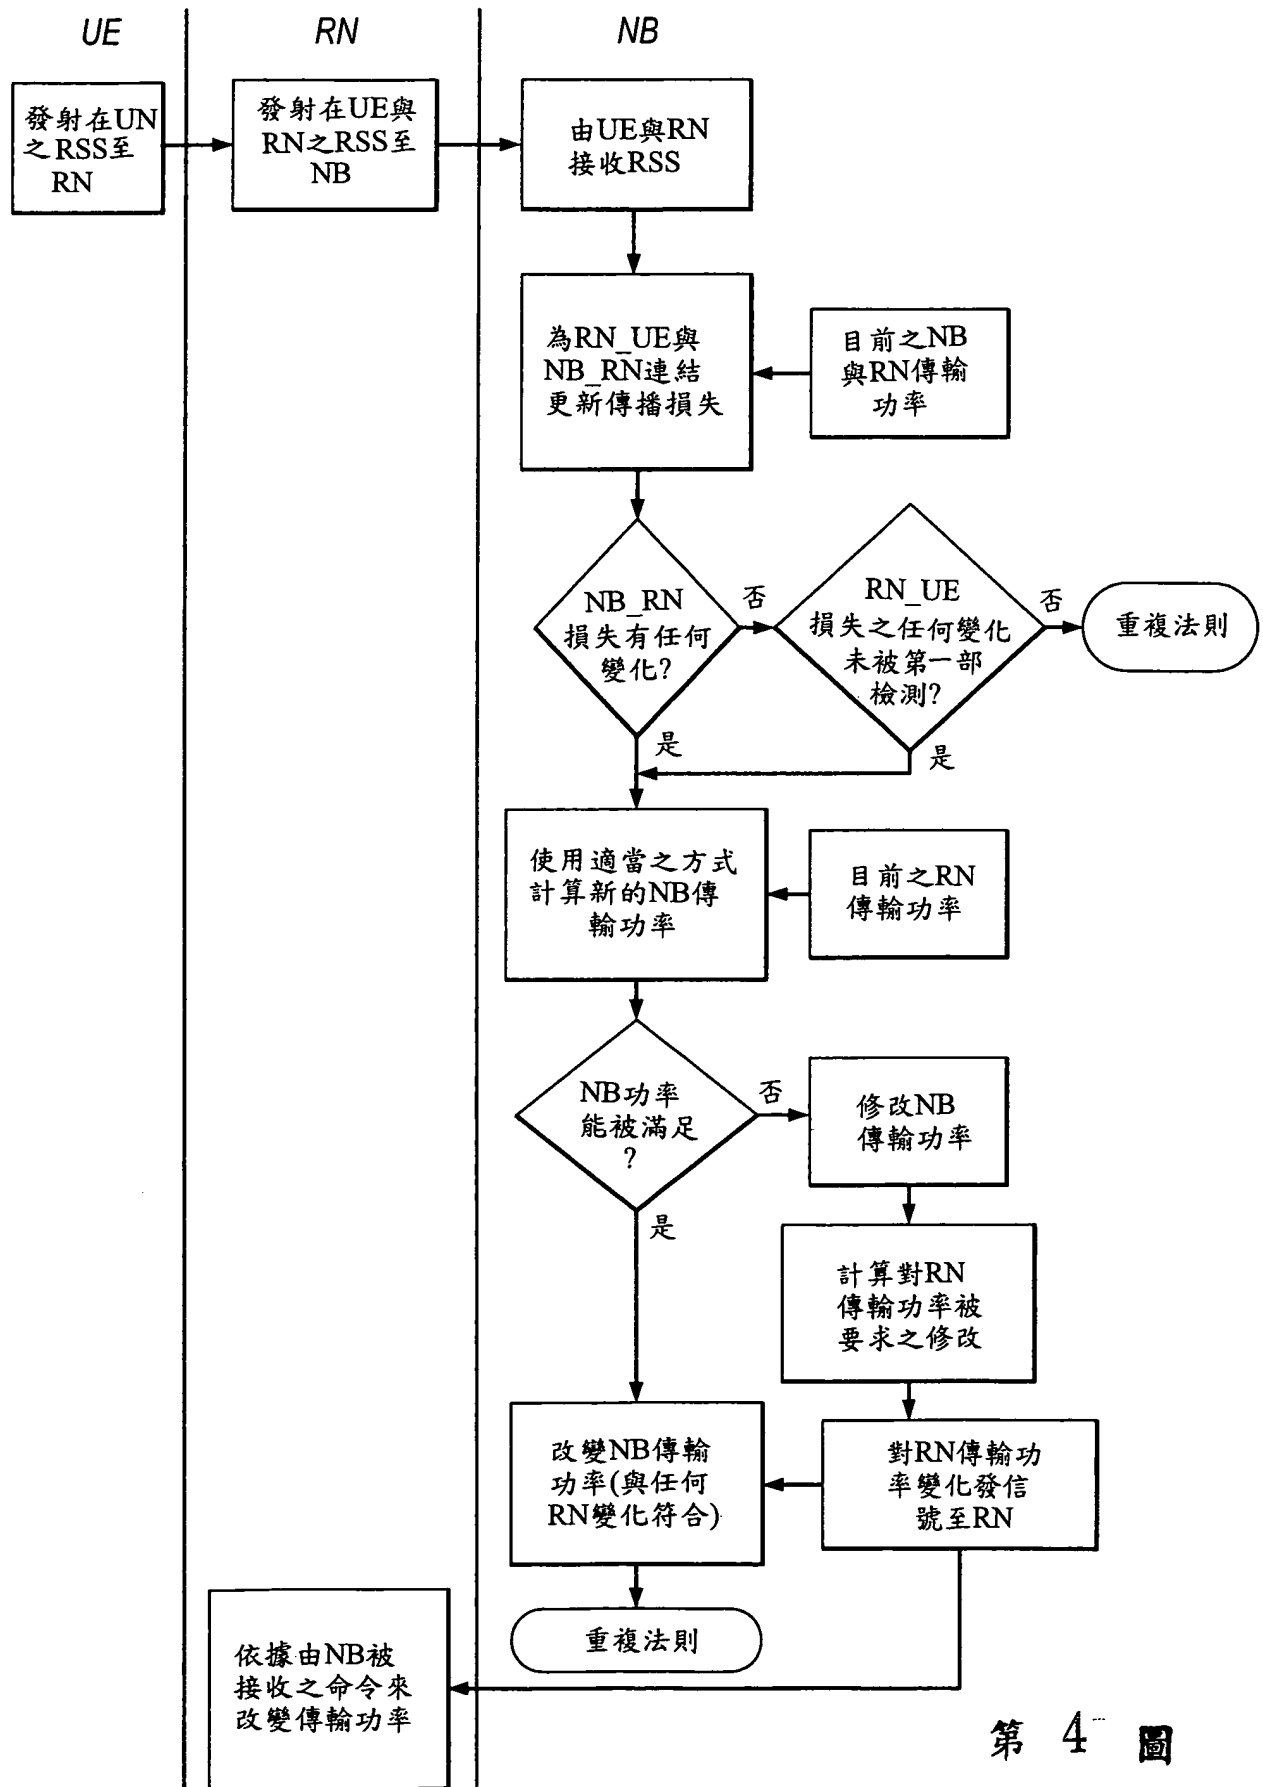 UE
RN
NB
發射在UN
之RSS至
RN
發射在UE與
RN之RSS至
NB
由UE與RN
接收RSS
為RN_UE與
NB_RN連結
更新傳播損失
目前之NB
與RN傳輸
功率
NB_RN
損失有任何
變化?
否
RN_UE
損失之任何變化
未被第一部
檢測?
否
重複法則
是
是
使用適當之方式
計算新的NB傳
輸功率
目前之RN
傳輸功率
NB功率
能被滿足
?
否
修改NB
傳輸功率
是
計算對RN
傳輸功率被
要求之修改
改變NB傳輸
功率(與任何
RN變化符合)
對RN傳輸功
率變化發信
號至RN
重複法則
依據由NB被
接收之命令來
改變傳輸功率
第 4 圖